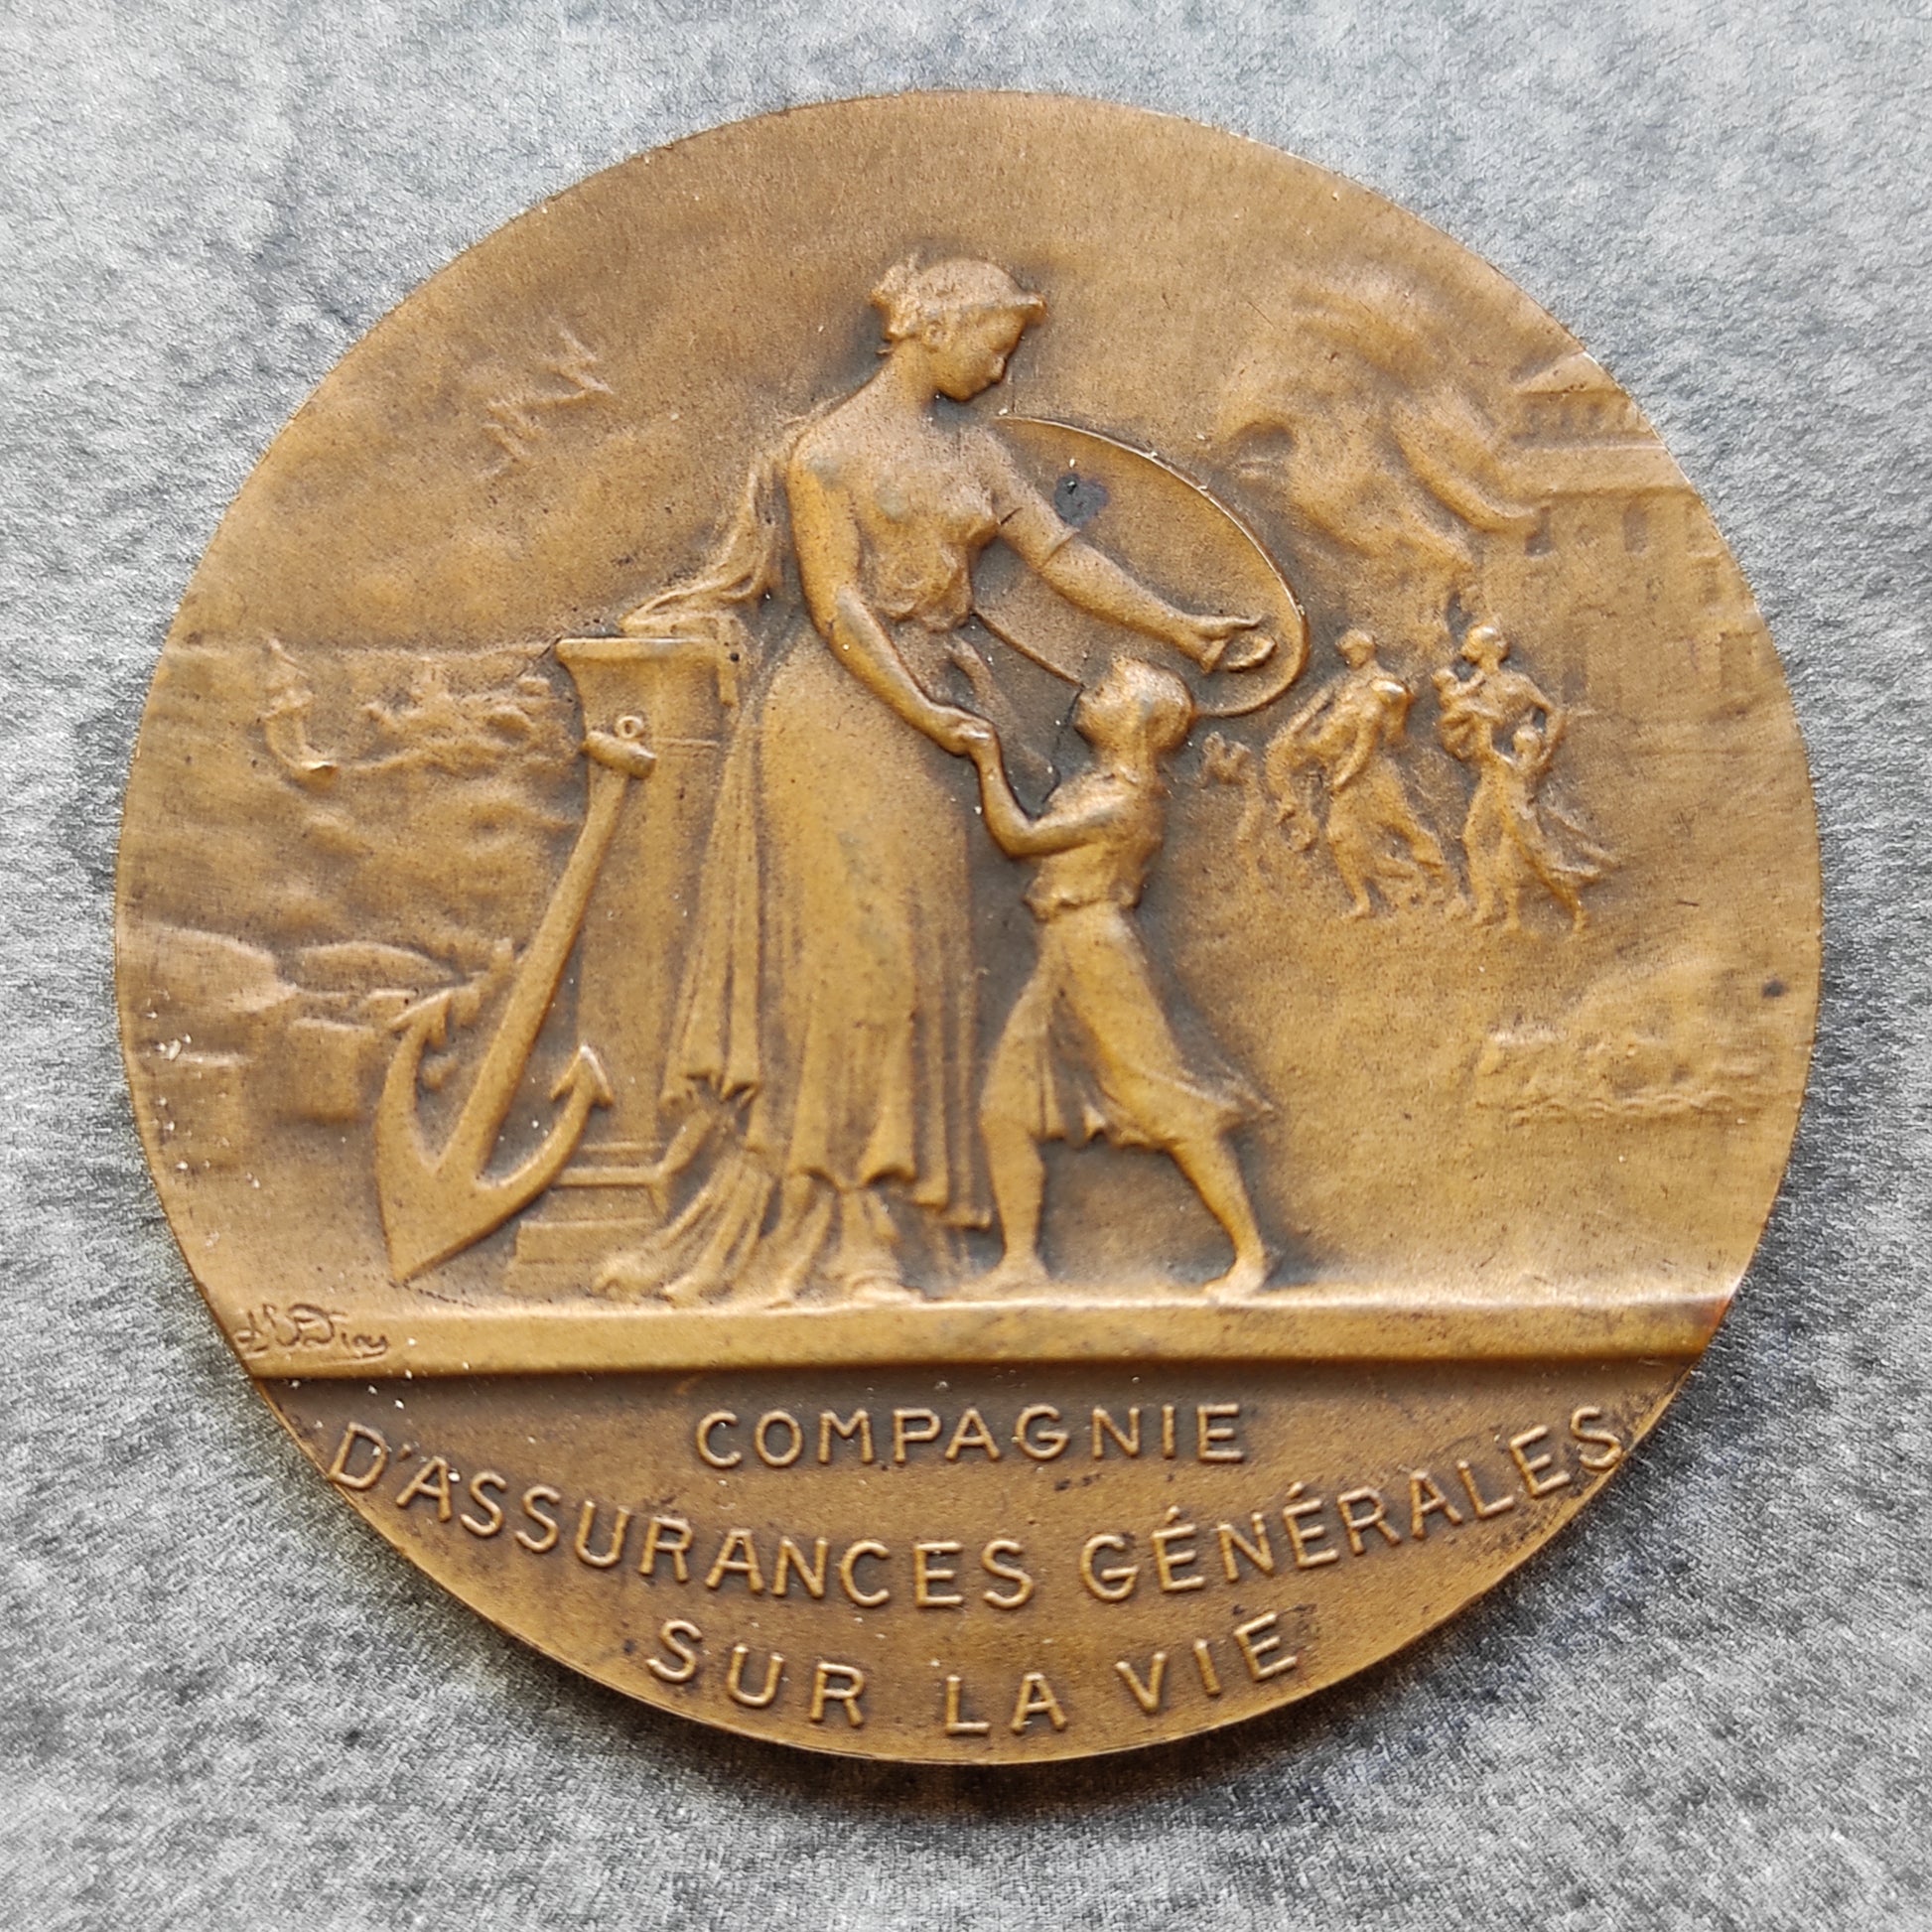 COMPAGNIE
D'ASSURANCES GÉNÉRALES
SUR LA VIE